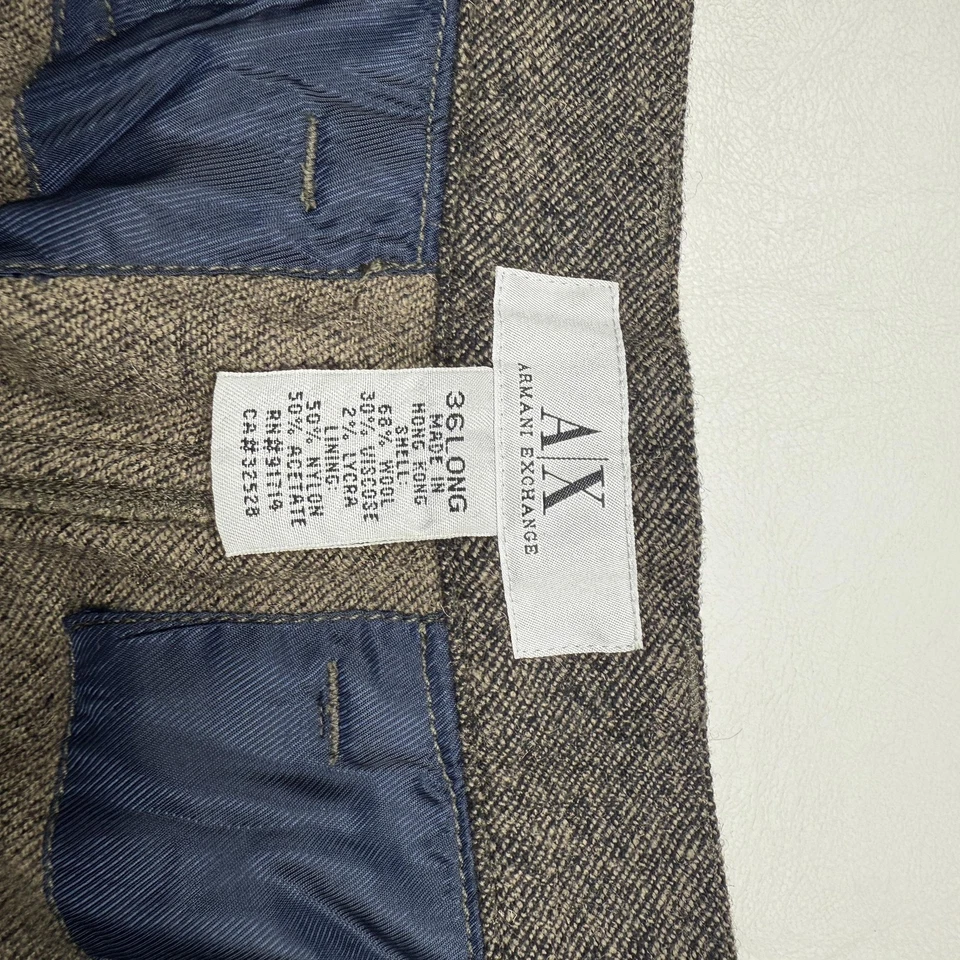 A|X
ARMANI EXCHANGE
36LONG
MADE IN
HONG KONG
SHELL:
68% WOOL
30% VISCOSE
2% LYCRA
LINING:
50% NYLON
50% ACETATE
RN#91714
CA#32528